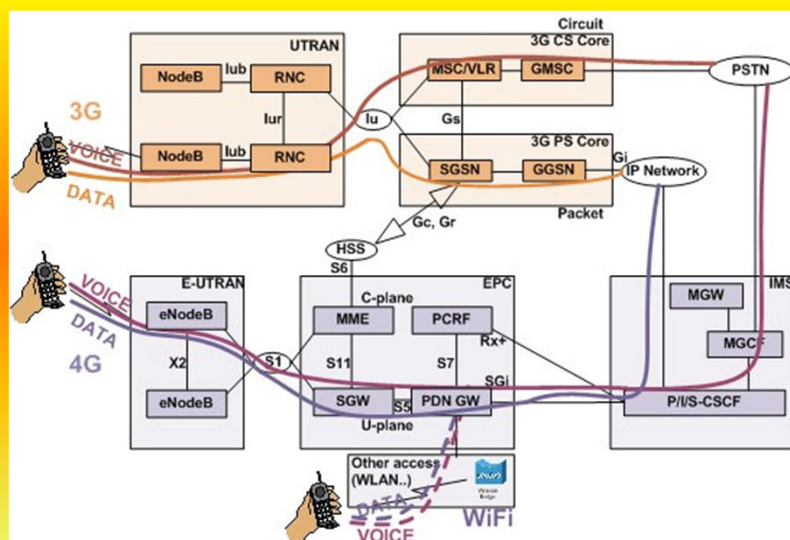 Circuit
UTRAN
3G CS Core
NodeB
Iub
RNC
MSC/VLR
GMSC
PSTN
3G
Iur
Iu
Gs
VOICE
3G PS Core
NodeB
Iub
RNC
SGSN
GGSN
Gi
IP Network
DATA
Packet
Gc, Gr
HSS
S6
E-UTRAN
EPC
IMS
VOICE
C-plane
MGW
eNodeB
MME
PCRF
DATA
Rx+
MGCF
4G
X2
S1
S11
S7
SGi
eNodeB
SGW
S5
PDN GW
P/I/S-CSCF
U-plane
Other access
(WLAN..)
DATA
WiFi
VOICE